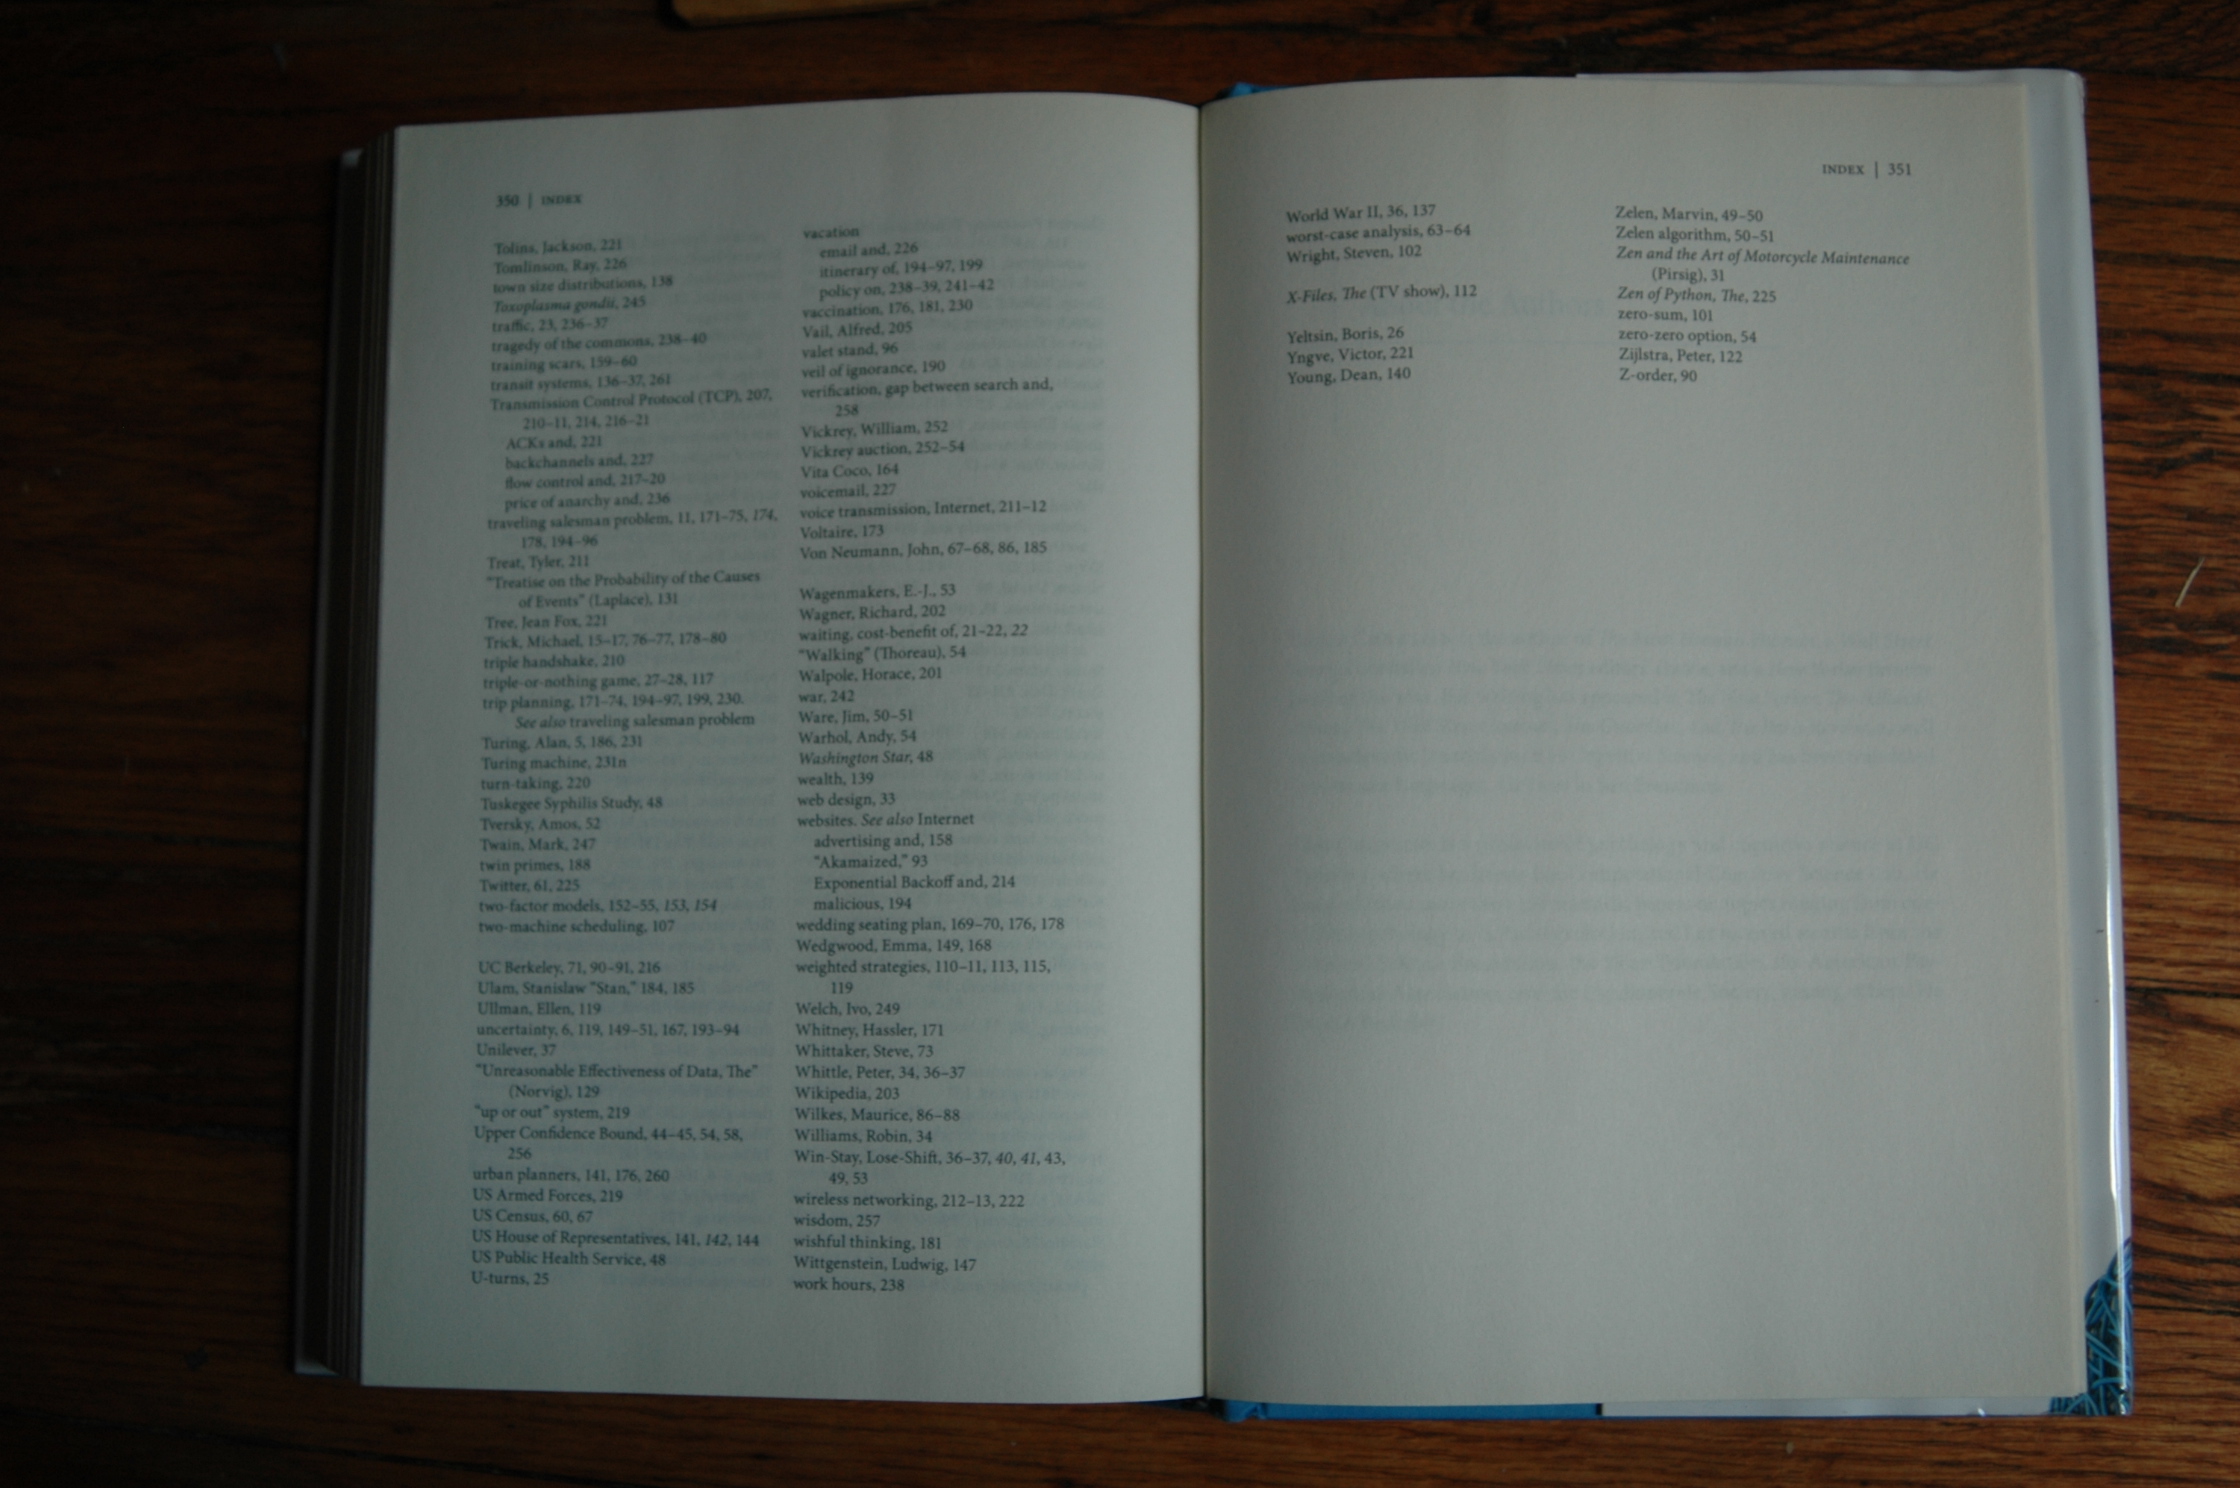 350 | INDEX
Tolins, Jackson, 221
Tomlinson, Ray, 226
town size distributions, 138
Toxoplasma gondii, 245
traffic, 23, 236–37
tragedy of the commons, 238–40
training scars, 159–60
transit systems, 136–37, 261
Transmission Control Protocol (TCP), 207,
210–11, 214, 216–21
ACKs and, 221
backchannels and, 227
flow control and, 217–20
price of anarchy and, 236
traveling salesman problem, 11, 171–75, 174,
178, 194–96
Treat, Tyler, 211
"Treatise on the Probability of the Causes
of Events" (Laplace), 131
Tree, Jean Fox, 221
Trick, Michael, 15–17, 76–77, 178–80
triple handshake, 210
triple-or-nothing game, 27–28, 117
trip planning, 171–74, 194–97, 199, 230.
See also traveling salesman problem
Turing, Alan, 5, 186, 231
Turing machine, 231n
turn-taking, 220
Tuskegee Syphilis Study, 48
Tversky, Amos, 52
Twain, Mark, 247
twin primes, 188
Twitter, 61, 225
two-factor models, 152–55, 153, 154
two-machine scheduling, 107
UC Berkeley, 71, 90–91, 216
Ulam, Stanislaw "Stan," 184, 185
Ullman, Ellen, 119
uncertainty, 6, 119, 149–51, 167, 193–94
Unilever, 37
"Unreasonable Effectiveness of Data, The"
(Norvig), 129
"up or out" system, 219
Upper Confidence Bound, 44–45, 54, 58,
256
urban planners, 141, 176, 260
US Armed Forces, 219
US Census, 60, 67
US House of Representatives, 141, 142, 144
US Public Health Service, 48
U-turns, 25
vacation
email and, 226
itinerary of, 194–97, 199
policy on, 238–39, 241–42
vaccination, 176, 181, 230
Vail, Alfred, 205
valet stand, 96
veil of ignorance, 190
verification, gap between search and,
258
Vickrey, William, 252
Vickrey auction, 252–54
Vita Coco, 164
voicemail, 227
voice transmission, Internet, 211–12
Voltaire, 173
Von Neumann, John, 67–68, 86, 185
Wagenmakers, E.-J., 53
Wagner, Richard, 202
waiting, cost-benefit of, 21–22, 22
"Walking" (Thoreau), 54
Walpole, Horace, 201
war, 242
Ware, Jim, 50–51
Warhol, Andy, 54
Washington Star, 48
wealth, 139
web design, 33
websites. See also Internet
advertising and, 158
"Akamaized," 93
Exponential Backoff and, 214
malicious, 194
wedding seating plan, 169–70, 176, 178
Wedgwood, Emma, 149, 168
weighted strategies, 110–11, 113, 115,
119
Welch, Ivo, 249
Whitney, Hassler, 171
Whittaker, Steve, 73
Whittle, Peter, 34, 36–37
Wikipedia, 203
Wilkes, Maurice, 86–88
Williams, Robin, 34
Win-Stay, Lose-Shift, 36–37, 40, 41, 43,
49, 53
wireless networking, 212–13, 222
wisdom, 257
wishful thinking, 181
Wittgenstein, Ludwig, 147
work hours, 238
INDEX | 351
World War II, 36, 137
worst-case analysis, 63–64
Wright, Steven, 102
X-Files, The (TV show), 112
Yeltsin, Boris, 26
Yngve, Victor, 221
Young, Dean, 140
Zelen, Marvin, 49–50
Zelen algorithm, 50–51
Zen and the Art of Motorcycle Maintenance
(Pirsig), 31
Zen of Python, The, 225
zero-sum, 101
zero-zero option, 54
Zijlstra, Peter, 122
Z-order, 90